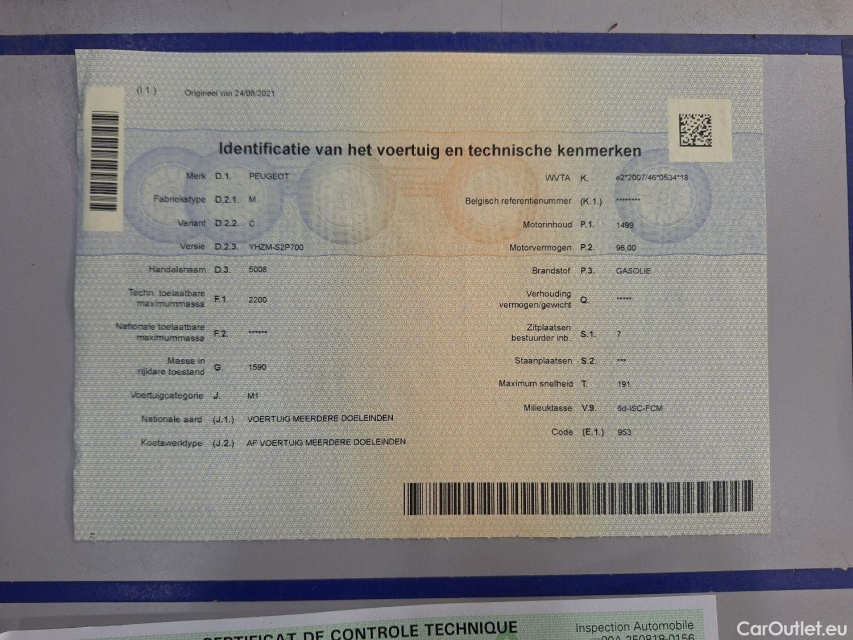 (I.1.) Origineel van 24/08/2021
Identificatie van het voertuig en technische kenmerken
Merk D.1. PEUGEOT
Fabriekstype D.2.1. M
Variant D.2.2. C
Versie D.2.3. YHZM-S2P700
Handelsnaam D.3. 5008
Techn. toelaatbare
maximummassa F.1. 2200
Nationale toelaatbare
maximummassa F.2. ******
Massa in
rijklare toestand G. 1590
Voertuigcategorie J. M1
Nationale aard (J.1.) VOERTUIG MEERDERE DOELEINDEN
Koetswerktype (J.2.) AF VOERTUIG MEERDERE DOELEINDEN
WVTA K. e2*2007/46*0534*18
Belgisch referentienummer (K.1.) ********
Motorinhoud P.1. 1499
Motorvermogen P.2. 96,00
Brandstof P.3. GASOLIE
Verhouding
vermogen/gewicht Q. *****
Zitplaatsen
bestuurder inb. S.1. 7
Staanplaatsen S.2. ***
Maximum snelheid T. 191
Milieuklasse V.9. 6d-ISC-FCM
Code (E.1.) 953
CERTIFICAT DE CONTROLE TECHNIQUE
Inspection Automobile
00A-250818-0156
CarOutlet.eu